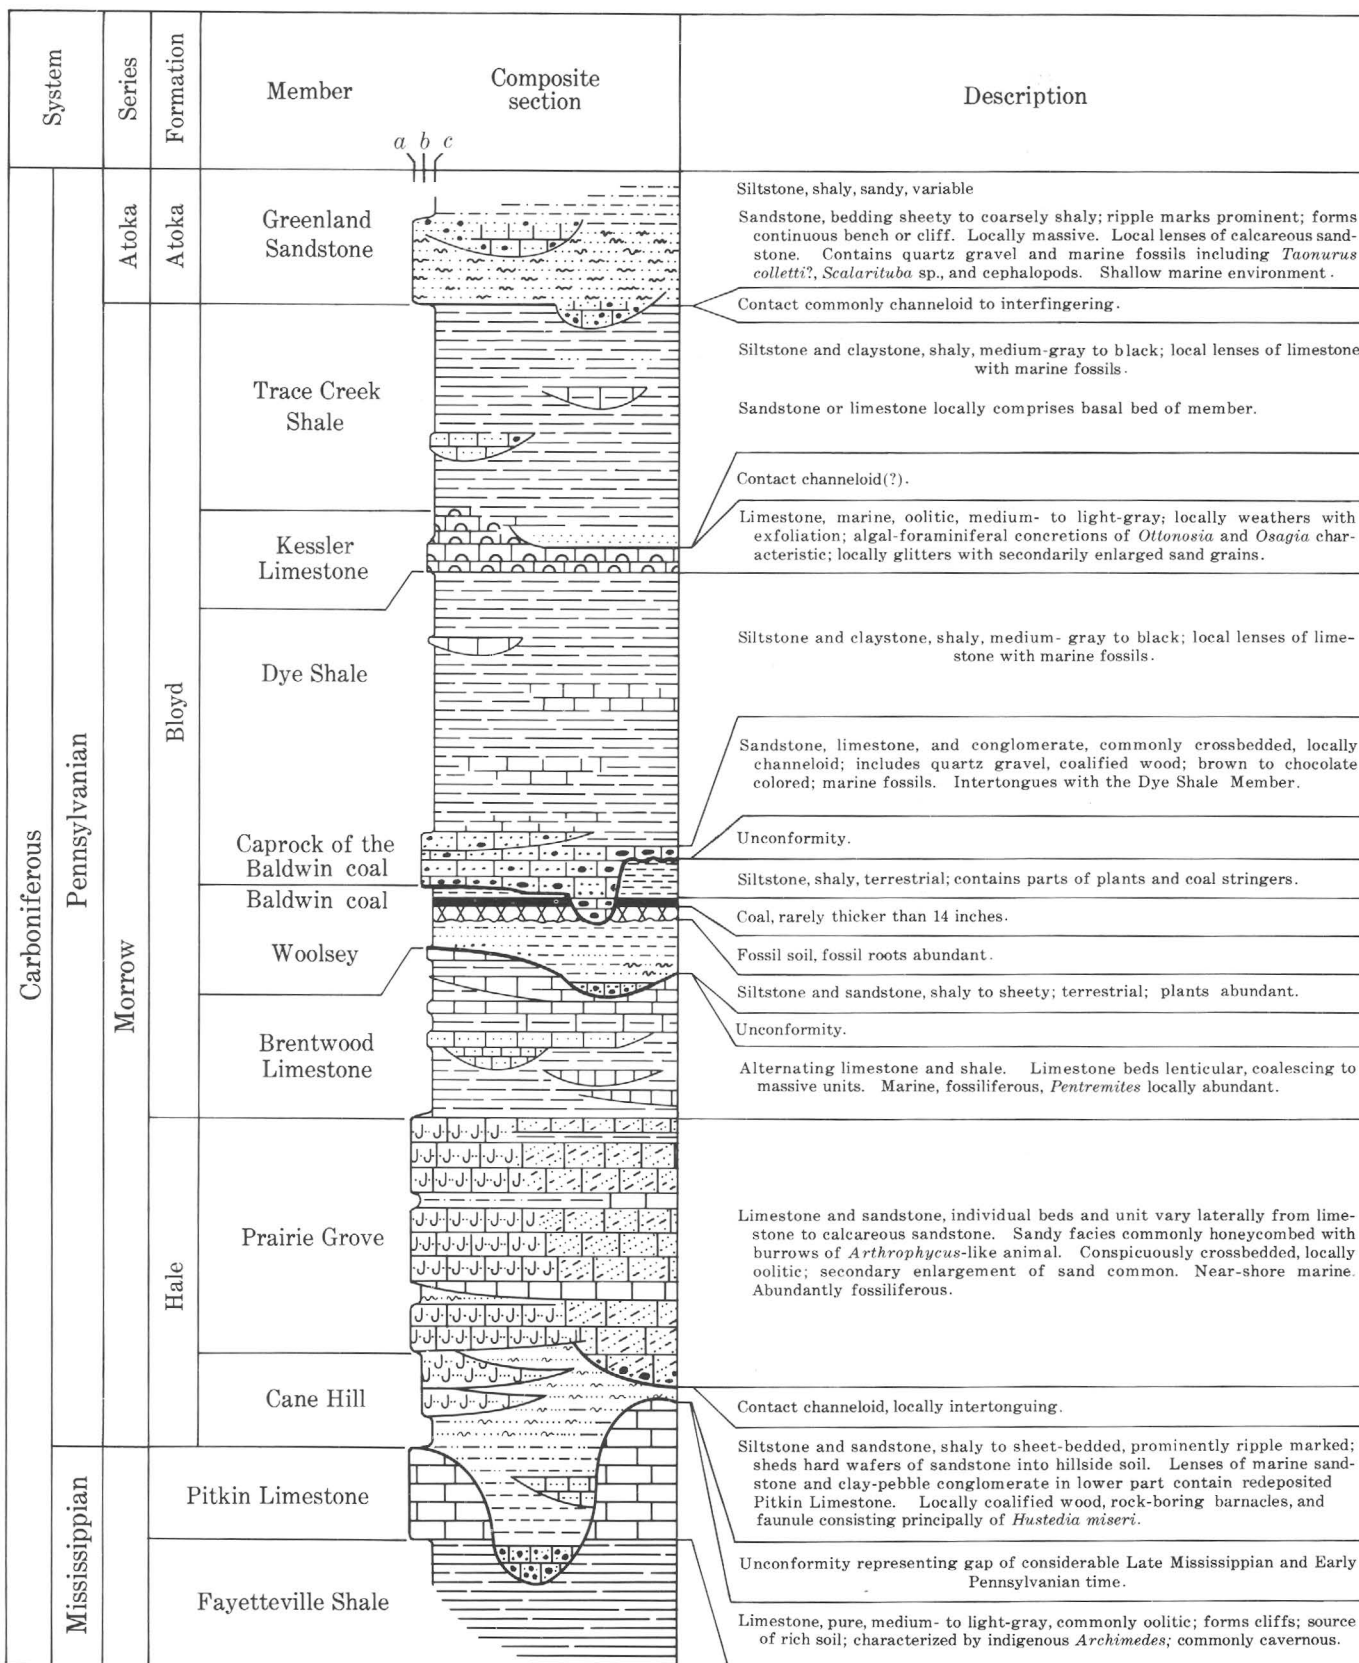 System
Series
Formation
Member
Composite
section
Description
a b c
Carboniferous
Pennsylvanian
Mississippian
Atoka
Morrow
Atoka
Bloyd
Hale
Greenland
Sandstone
Trace Creek
Shale
Kessler
Limestone
Dye Shale
Caprock of the
Baldwin coal
Baldwin coal
Woolsey
Brentwood
Limestone
Prairie Grove
Cane Hill
Pitkin Limestone
Fayetteville Shale
Siltstone, shaly, sandy, variable
Sandstone, bedding sheety to coarsely shaly; ripple marks prominent; forms
continuous bench or cliff. Locally massive. Local lenses of calcareous sand-
stone. Contains quartz gravel and marine fossils including Taonurus
colletti?, Scalarituba sp., and cephalopods. Shallow marine environment.
Contact commonly channeloid to interfingering.
Siltstone and claystone, shaly, medium-gray to black; local lenses of limestone
with marine fossils.
Sandstone or limestone locally comprises basal bed of member.
Contact channeloid(?).
Limestone, marine, oolitic, medium- to light-gray; locally weathers with
exfoliation; algal-foraminiferal concretions of Ottonosia and Osagia char-
acteristic; locally glitters with secondarily enlarged sand grains.
Siltstone and claystone, shaly, medium- gray to black; local lenses of lime-
stone with marine fossils.
Sandstone, limestone, and conglomerate, commonly crossbedded, locally
channeloid; includes quartz gravel, coalified wood; brown to chocolate
colored; marine fossils. Intertongues with the Dye Shale Member.
Unconformity.
Siltstone, shaly, terrestrial; contains parts of plants and coal stringers.
Coal, rarely thicker than 14 inches.
Fossil soil, fossil roots abundant.
Siltstone and sandstone, shaly to sheety; terrestrial; plants abundant.
Unconformity.
Alternating limestone and shale. Limestone beds lenticular, coalescing to
massive units. Marine, fossiliferous, Pentremites locally abundant.
Limestone and sandstone, individual beds and unit vary laterally from lime-
stone to calcareous sandstone. Sandy facies commonly honeycombed with
burrows of Arthrophycus-like animal. Conspicuously crossbedded, locally
oolitic; secondary enlargement of sand common. Near-shore marine.
Abundantly fossiliferous.
Contact channeloid, locally intertonguing.
Siltstone and sandstone, shaly to sheet-bedded, prominently ripple marked;
sheds hard wafers of sandstone into hillside soil. Lenses of marine sand-
stone and clay-pebble conglomerate in lower part contain redeposited
Pitkin Limestone. Locally coalified wood, rock-boring barnacles, and
faunule consisting principally of Hustedia miseri.
Unconformity representing gap of considerable Late Mississippian and Early
Pennsylvanian time.
Limestone, pure, medium- to light-gray, commonly oolitic; forms cliffs; source
of rich soil; characterized by indigenous Archimedes; commonly cavernous.